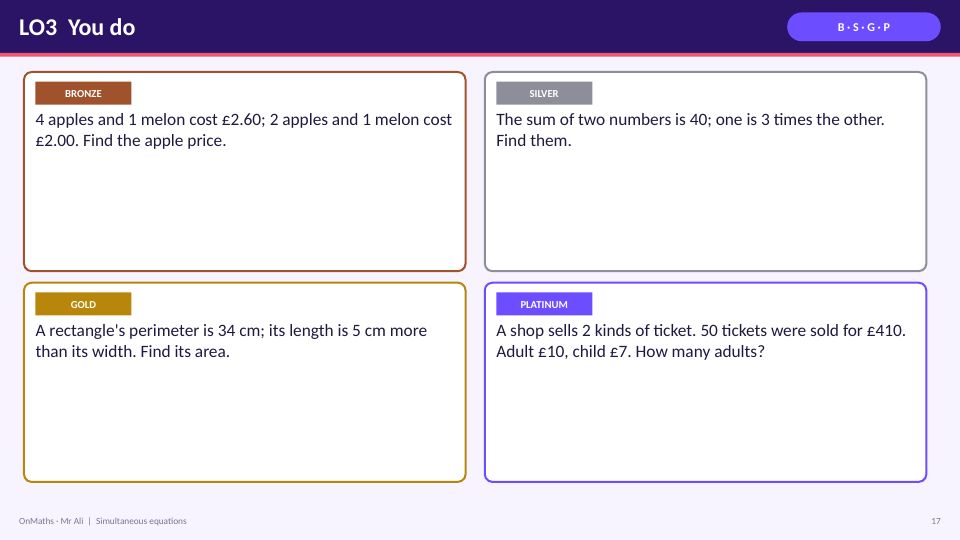 LO3  You do
B · S · G · P
BRONZE
4 apples and 1 melon cost £2.60; 2 apples and 1 melon cost
£2.00. Find the apple price.
SILVER
The sum of two numbers is 40; one is 3 times the other.
Find them.
GOLD
A rectangle's perimeter is 34 cm; its length is 5 cm more
than its width. Find its area.
PLATINUM
A shop sells 2 kinds of ticket. 50 tickets were sold for £410.
Adult £10, child £7. How many adults?
OnMaths · Mr Ali  |  Simultaneous equations
17